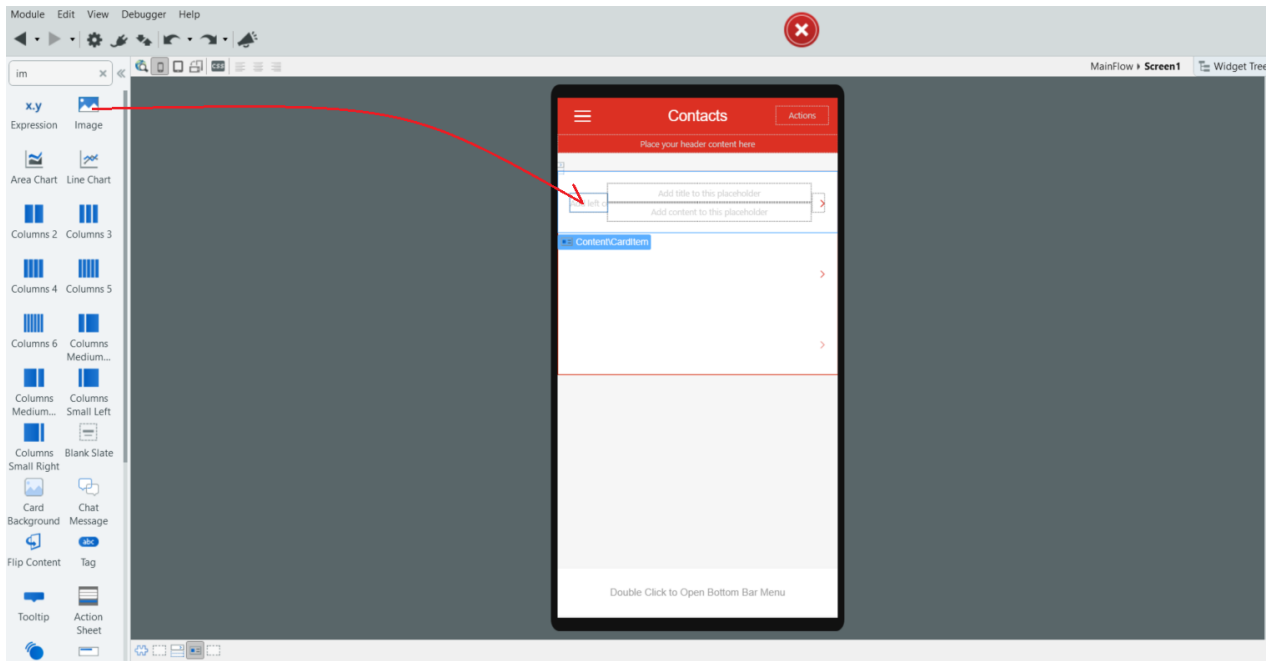 Module Edit View Debugger Help
im
MainFlow Screen1 Widget Tree
x.y
Expression Image
Area Chart Line Chart
Columns 2 Columns 3
Columns 4 Columns 5
Columns 6 Columns
Medium...
Columns Columns
Medium... Small Left
Columns Blank Slate
Small Right
Card Chat
Background Message
Flip Content
abc
Tag
Tooltip Action
Sheet
CSS
Contacts
Actions
Place your header content here
Add title to this placeholder
left
Add content to this placeholder
Content\CardItem
Double Click to Open Bottom Bar Menu